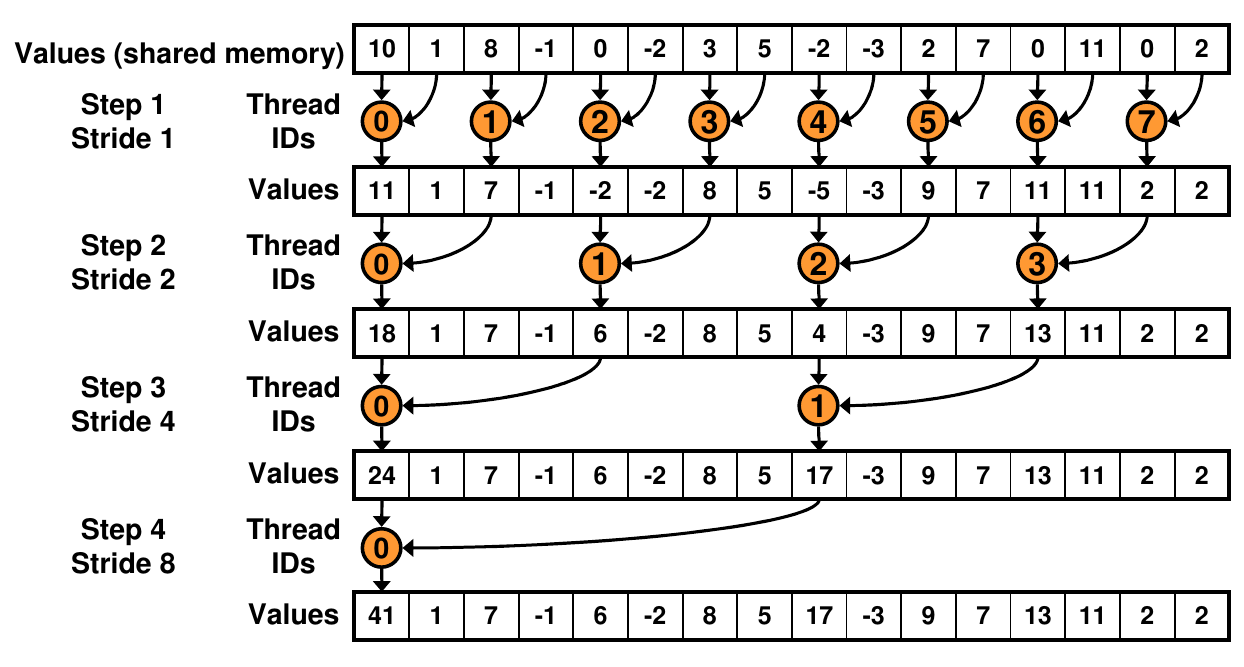 Values (shared memory) 10 1 8 -1 0 -2 3 5 -2 -3 2 7 0 11 0 2
Step 1 Thread
Stride 1 IDs
0 1 2 3 4 5 6 7
Values 11 1 7 -1 -2 -2 8 5 -5 -3 9 7 11 11 2 2
Step 2 Thread
Stride 2 IDs
0 1 2 3
Values 18 1 7 -1 6 -2 8 5 4 -3 9 7 13 11 2 2
Step 3 Thread
Stride 4 IDs
0 1
Values 24 1 7 -1 6 -2 8 5 17 -3 9 7 13 11 2 2
Step 4 Thread
Stride 8 IDs
0
Values 41 1 7 -1 6 -2 8 5 17 -3 9 7 13 11 2 2